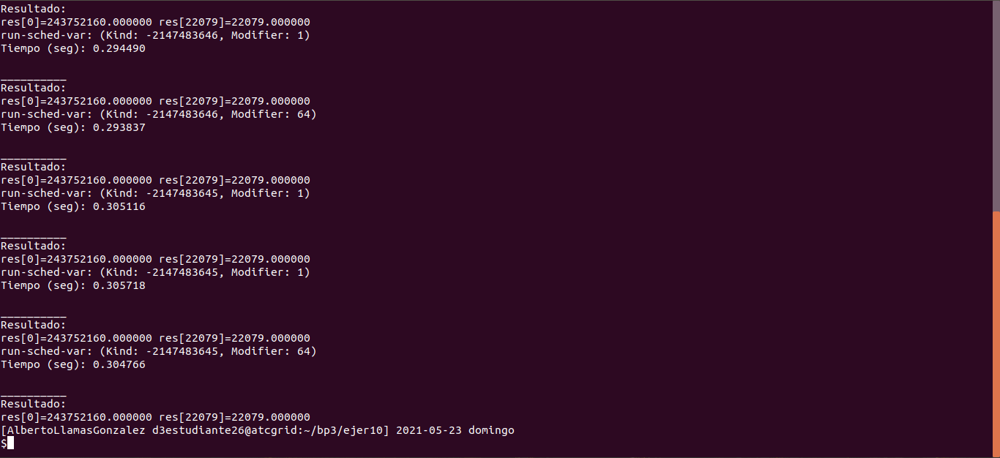 Resultado:
res[0]=243752160.000000 res[22079]=22079.000000
run-sched-var: (Kind: -2147483646, Modifier: 1)
Tiempo (seg): 0.294490
__________
Resultado:
res[0]=243752160.000000 res[22079]=22079.000000
run-sched-var: (Kind: -2147483646, Modifier: 64)
Tiempo (seg): 0.293837
__________
Resultado:
res[0]=243752160.000000 res[22079]=22079.000000
run-sched-var: (Kind: -2147483645, Modifier: 1)
Tiempo (seg): 0.305116
__________
Resultado:
res[0]=243752160.000000 res[22079]=22079.000000
run-sched-var: (Kind: -2147483645, Modifier: 1)
Tiempo (seg): 0.305718
__________
Resultado:
res[0]=243752160.000000 res[22079]=22079.000000
run-sched-var: (Kind: -2147483645, Modifier: 64)
Tiempo (seg): 0.304766
__________
Resultado:
res[0]=243752160.000000 res[22079]=22079.000000
[AlbertoLlamasGonzalez d3estudiante26@atcgrid:~/bp3/ejer10] 2021-05-23 domingo
$